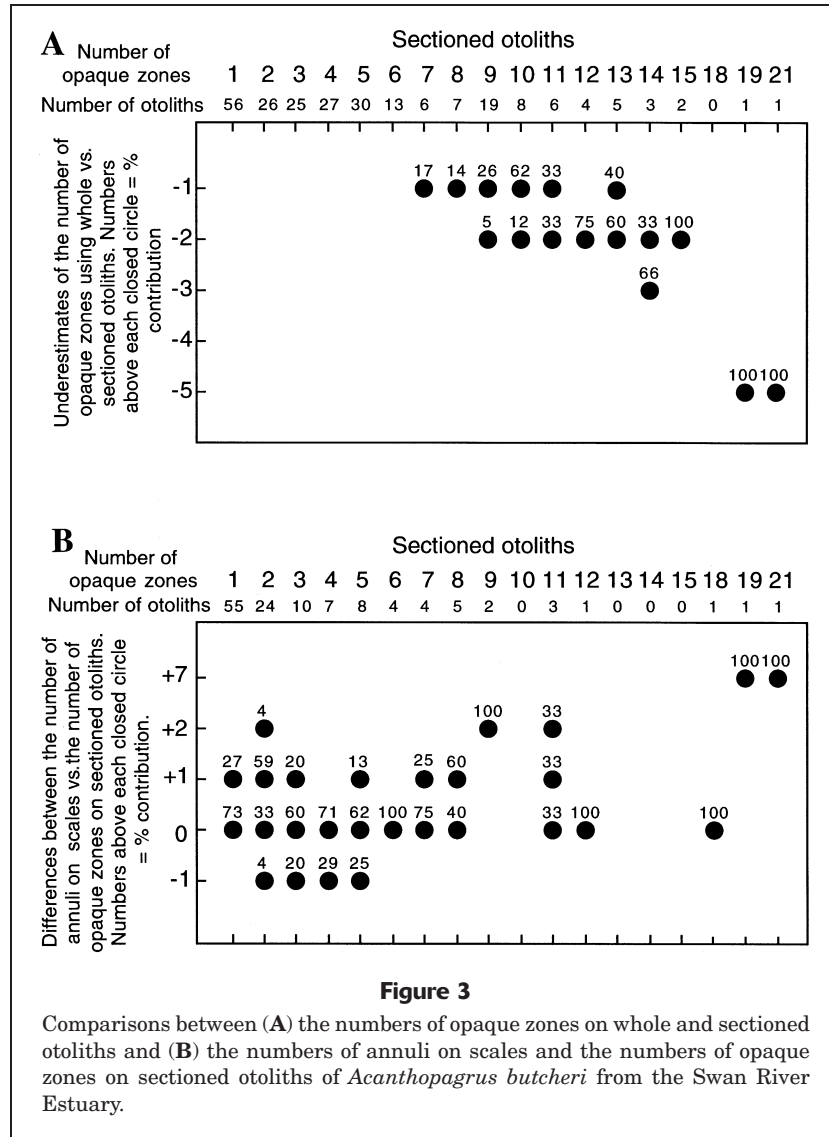 A
Sectioned otoliths
Number of
opaque zones 1 2 3 4 5 6 7 8 9 10 11 12 13 14 15 18 19 21
Number of otoliths 56 26 25 27 30 13 6 7 19 8 6 4 5 3 2 0 1 1
Underestimates of the number of
opaque zones using whole vs.
sectioned otoliths. Numbers
above each closed circle = %
contribution
17 14 26 62 33 40
-1
5 12 33 75 60 33 100
-2
66
-3
-4
100 100
-5
B
Sectioned otoliths
Number of
opaque zones 1 2 3 4 5 6 7 8 9 10 11 12 13 14 15 18 19 21
Number of otoliths 55 24 10 7 8 4 4 5 2 0 3 1 0 0 0 1 1 1
Differences between the number of
annuli on scales vs. the number of
opaque zones on sectioned otoliths.
Numbers above each closed circle
= % contribution.
100 100
+7
4 100 33
+2
27 59 20 13 25 60 33
+1
73 33 60 71 62 100 75 40 33 100 100
0
4 20 29 25
-1
Figure 3
Comparisons between (A) the numbers of opaque zones on whole and sectioned
otoliths and (B) the numbers of annuli on scales and the numbers of opaque
zones on sectioned otoliths of Acanthopagrus butcheri from the Swan River
Estuary.